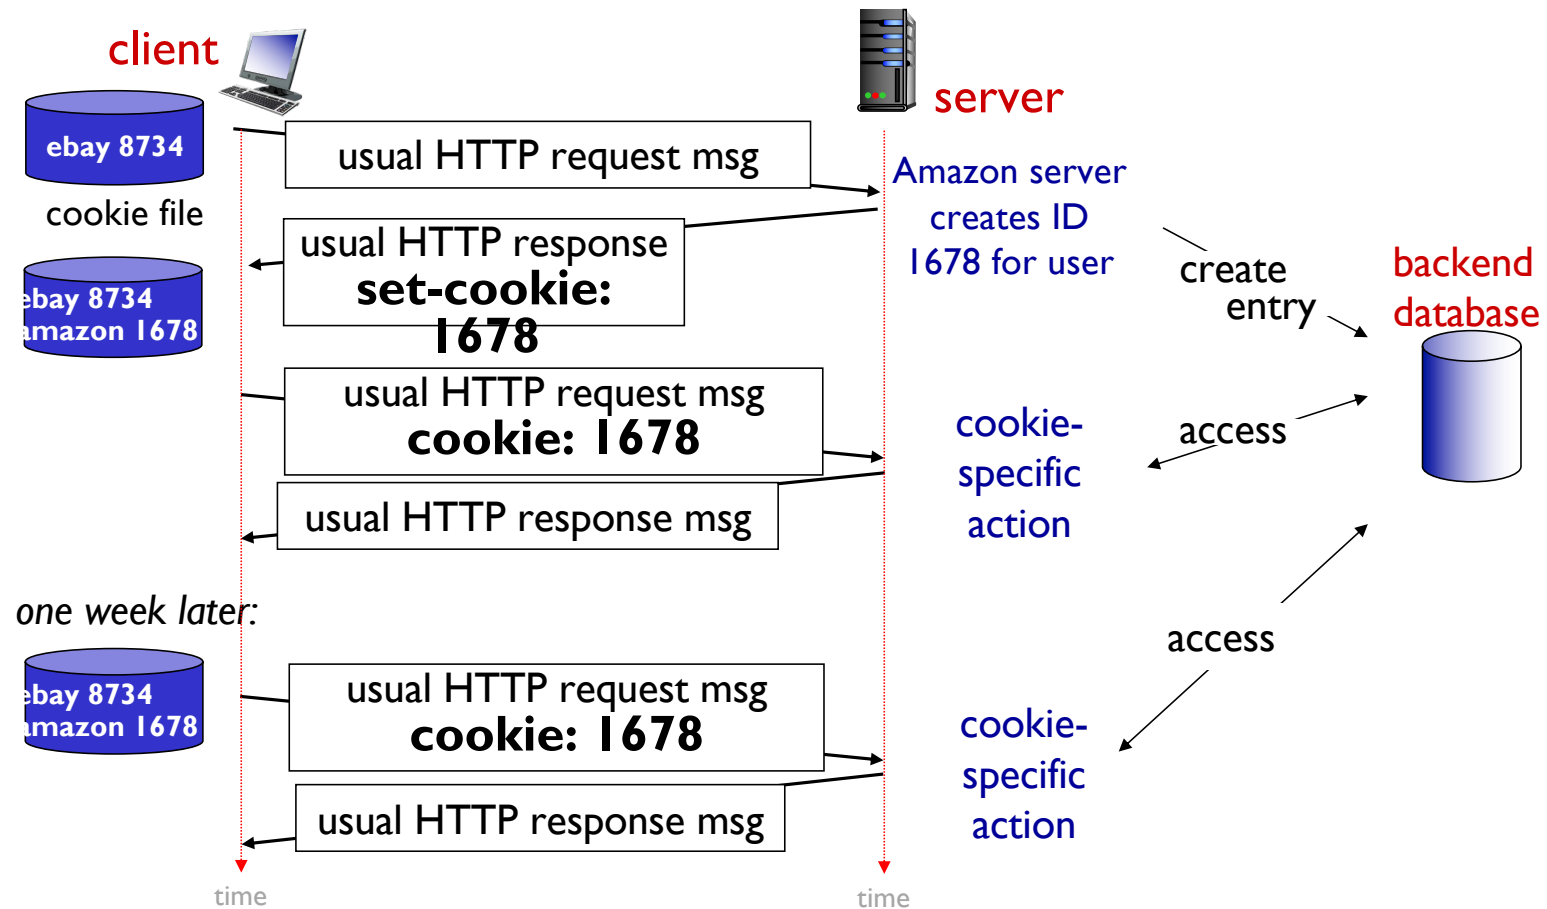 client
server
ebay 8734
cookie file
usual HTTP request msg
Amazon server
creates ID
1678 for user
usual HTTP response
set-cookie:
1678
ebay 8734
amazon 1678
create
entry
backend
database
usual HTTP request msg
cookie: 1678
cookie-
specific
action
access
usual HTTP response msg
one week later:
ebay 8734
amazon 1678
access
usual HTTP request msg
cookie: 1678
cookie-
specific
action
usual HTTP response msg
time
time